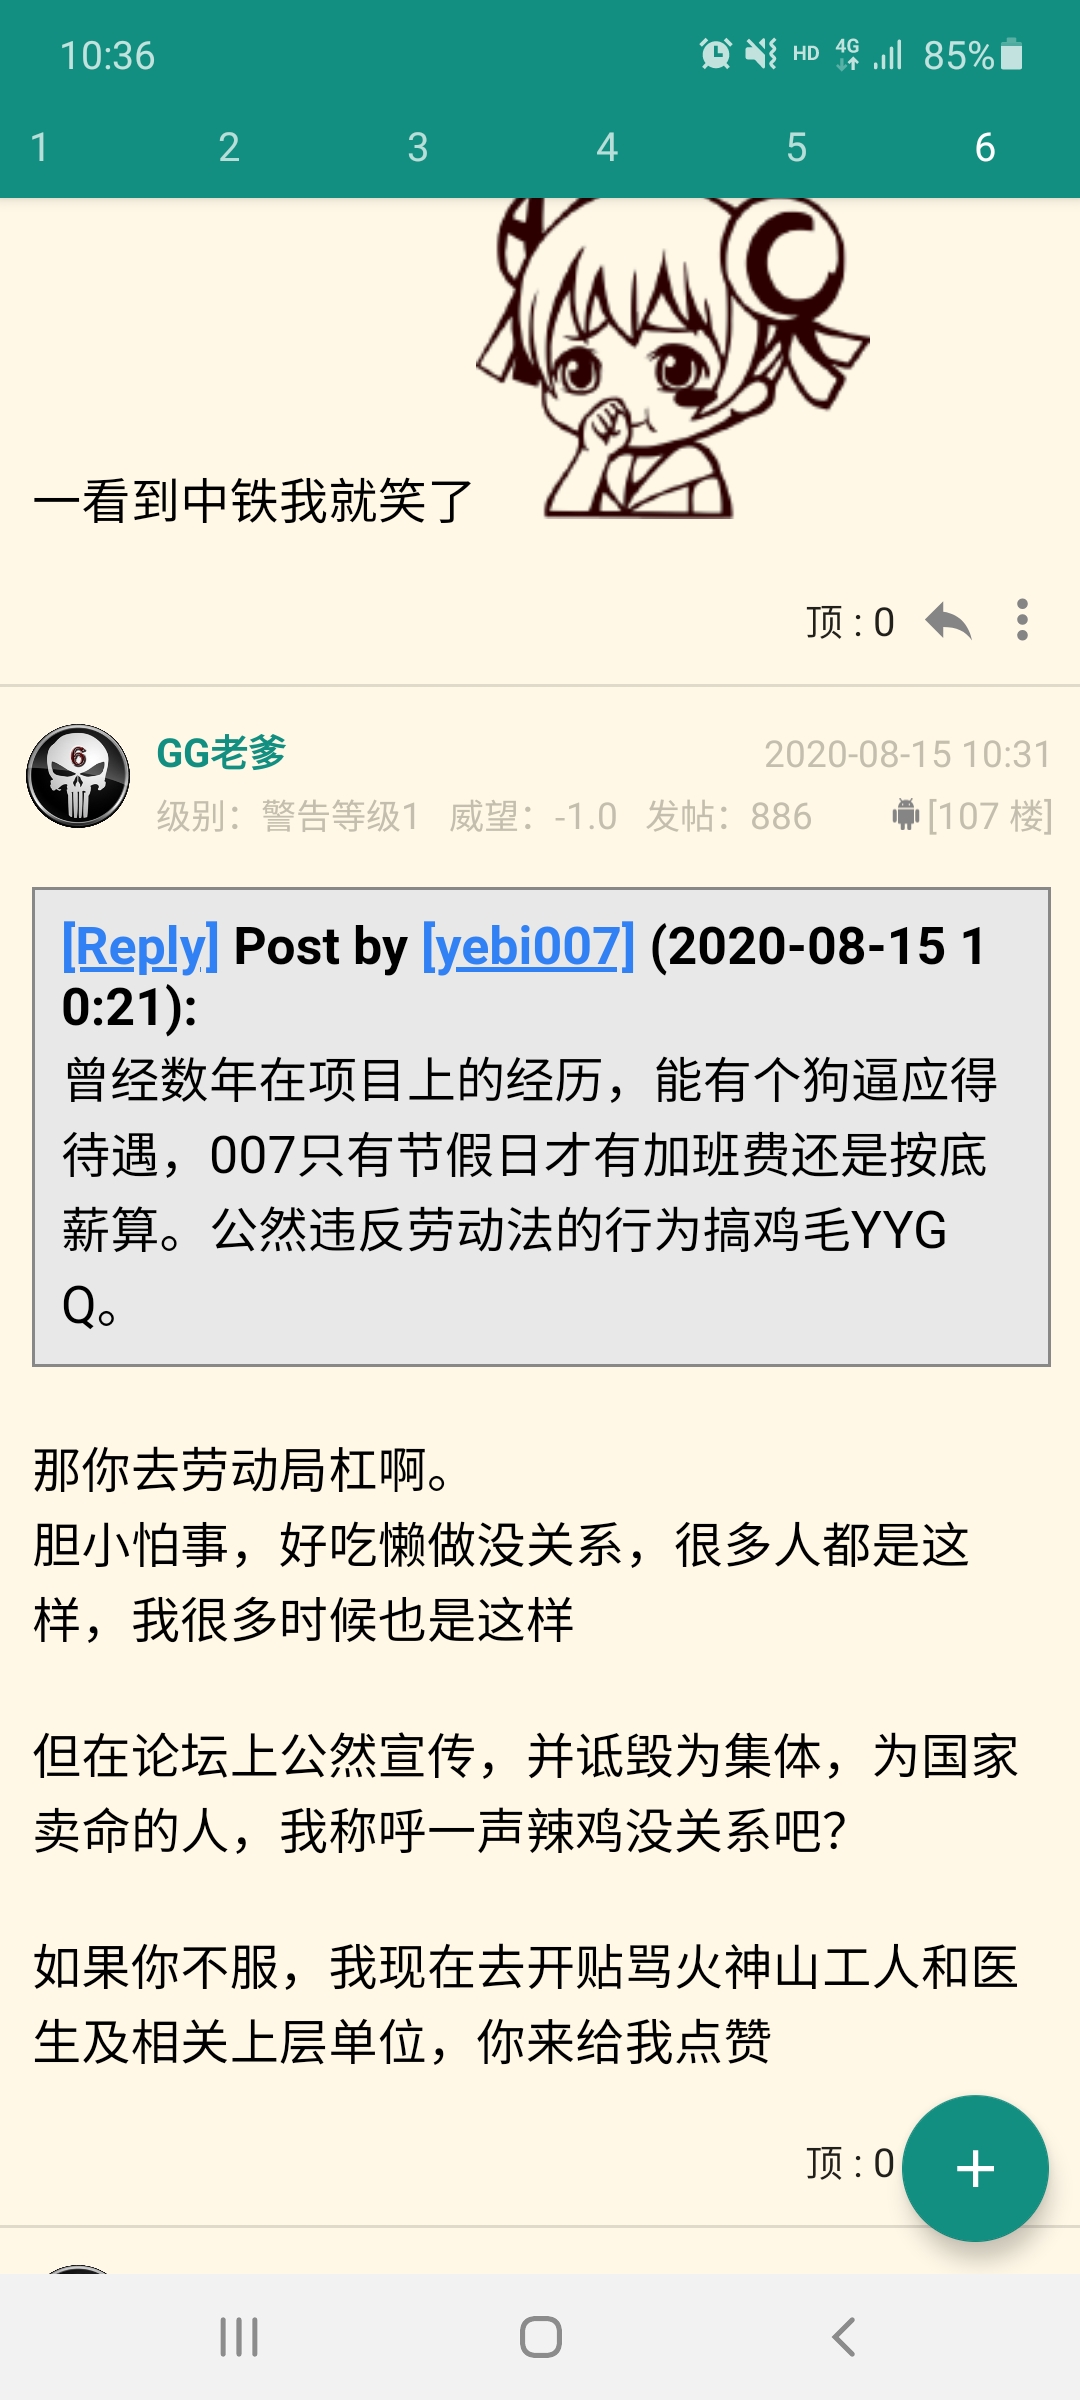 10:36
HD 4G 85%
1 2 3 4 5 6
一看到中铁我就笑了
顶 : 0
6
GG老爹
2020-08-15 10:31
级别：警告等级1 威望：-1.0 发帖：886 [107 楼]
[Reply] Post by [yebi007] (2020-08-15 1
0:21):
曾经数年在项目上的经历，能有个狗逼应得
待遇，007只有节假日才有加班费还是按底
薪算。公然违反劳动法的行为搞鸡毛YYG
Q。
那你去劳动局杠啊。
胆小怕事，好吃懒做没关系，很多人都是这
样，我很多时候也是这样
但在论坛上公然宣传，并诋毁为集体，为国家
卖命的人，我称呼一声辣鸡没关系吧？
如果你不服，我现在去开贴骂火神山工人和医
生及相关上层单位，你来给我点赞
顶 : 0